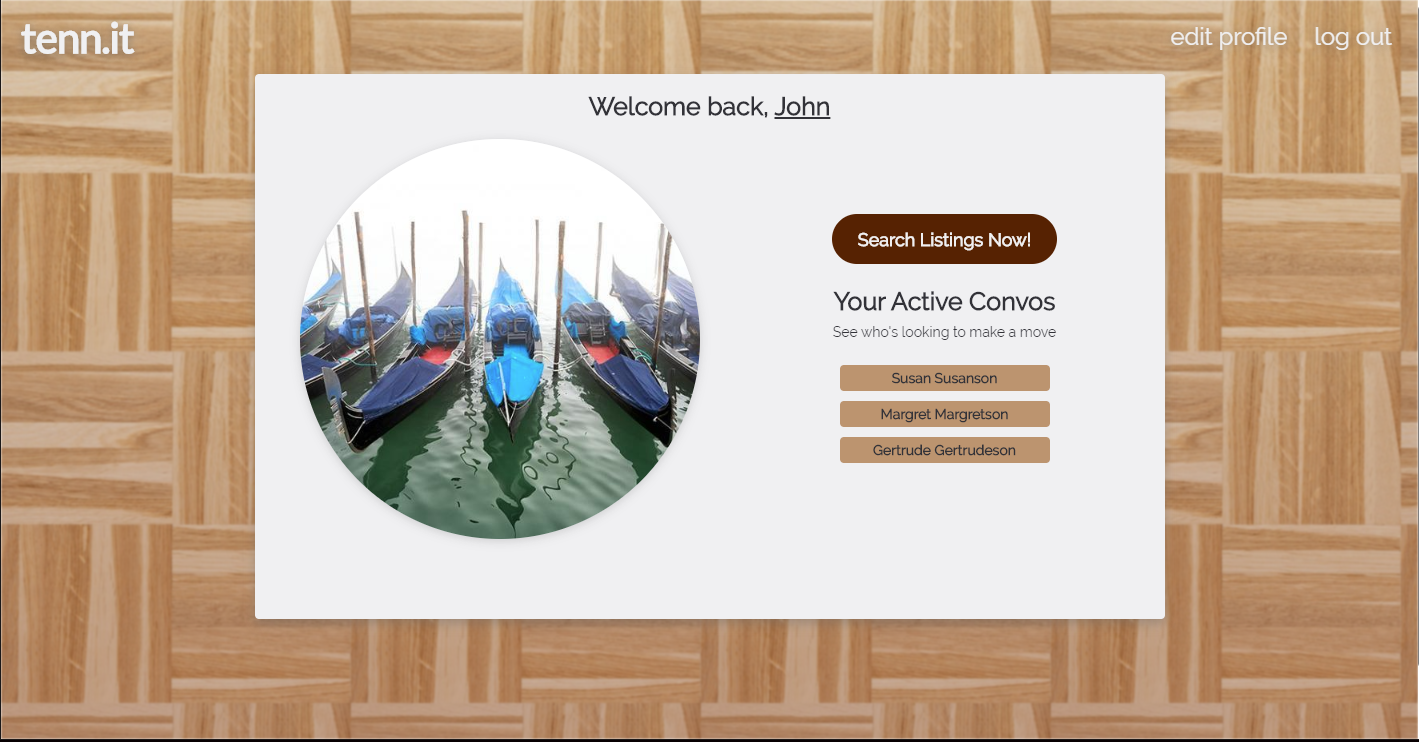 tenn.it
edit profile
log out
Welcome back, John
Search Listings Now!
Your Active Convos
See who's looking to make a move
Susan Susanson
Margret Margretson
Gertrude Gertrudeson